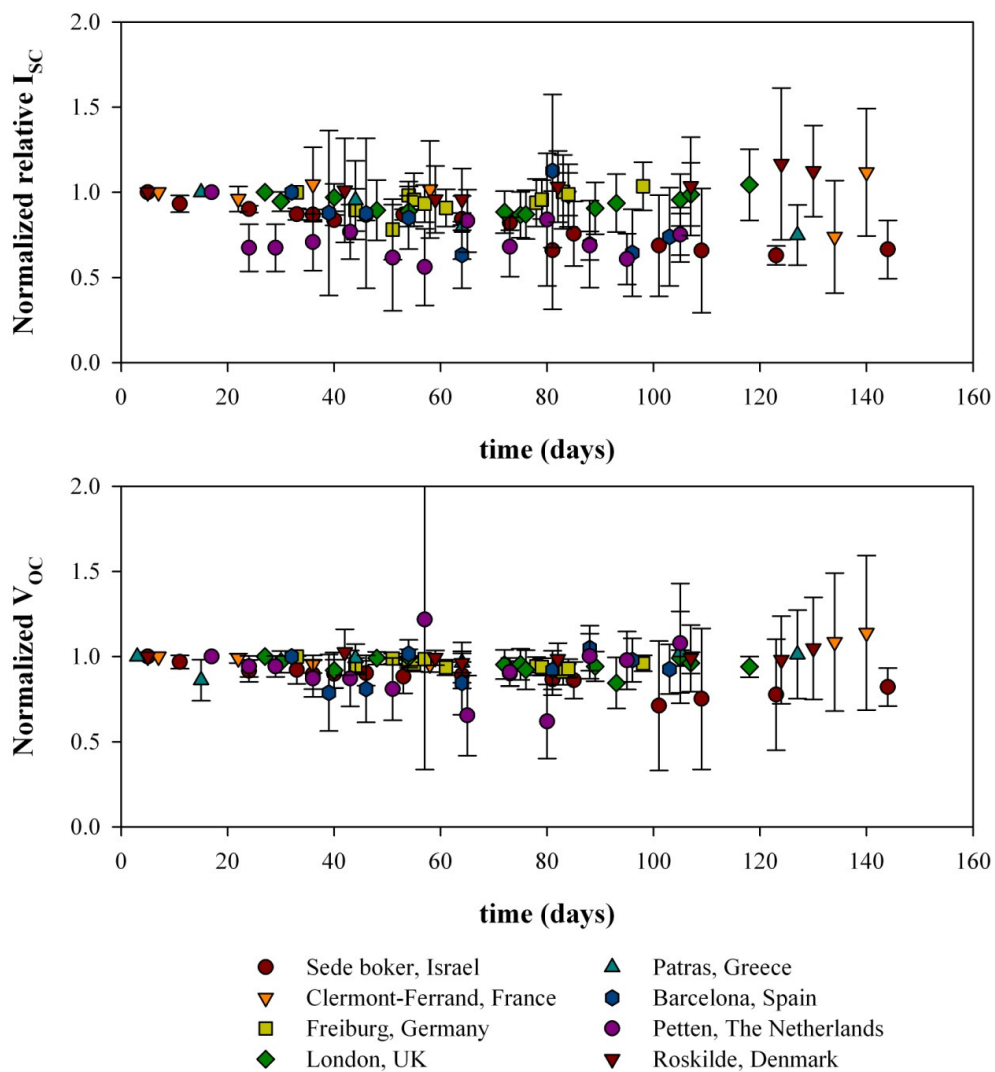 Normalized relative I_SC
2.0
1.5
1.0
0.5
0.0
0 20 40 60 80 100 120 140 160
time (days)
Normalized V_OC
2.0
1.5
1.0
0.5
0.0
0 20 40 60 80 100 120 140 160
time (days)
Sede boker, Israel
Clermont-Ferrand, France
Freiburg, Germany
London, UK
Patras, Greece
Barcelona, Spain
Petten, The Netherlands
Roskilde, Denmark